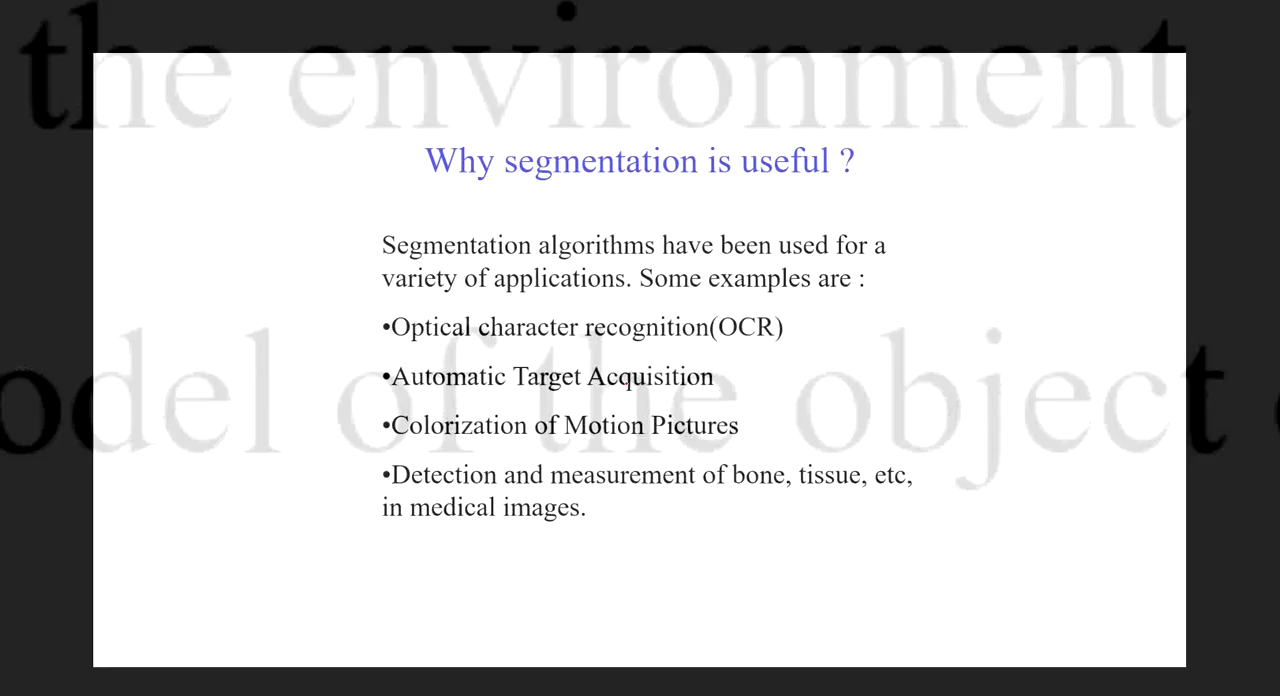 the environment
Why segmentation is useful ?
Segmentation algorithms have been used for a
variety of applications. Some examples are :
•Optical character recognition(OCR)
odel of the object
•Automatic Target Acquisition
•Colorization of Motion Pictures
•Detection and measurement of bone, tissue, etc,
in medical images.